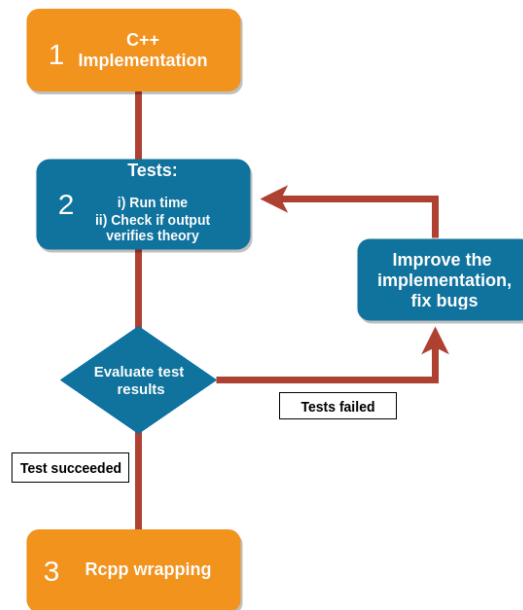 1
C++
Implementation
2
Tests:
i) Run time
ii) Check if output
verifies theory
Improve the
implementation,
fix bugs
Evaluate test
results
Tests failed
Test succeeded
3
Rcpp wrapping